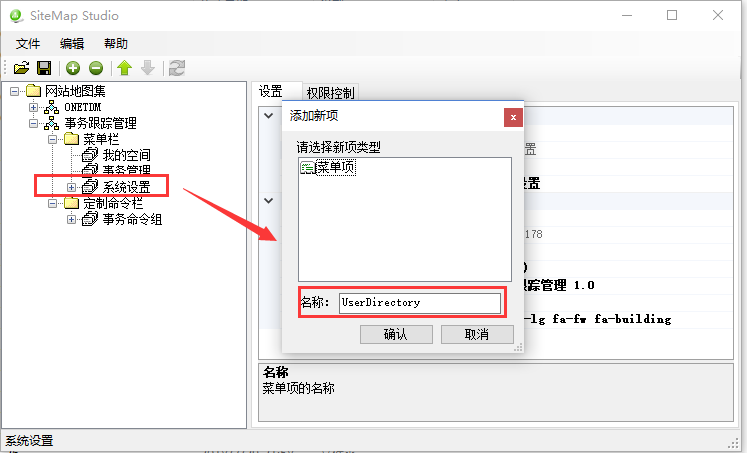 SiteMap Studio
文件 编辑 帮助
网站地图集
ONETDM
事务跟踪管理
菜单栏
我的空间
事务管理
系统设置
定制命令栏
事务命令组
设置 权限控制
添加新项
x
请选择新项类型
菜单项
名称: UserDirectory
确认 取消
置
设置
178
)
跟踪管理 1.0
-lg fa-fw fa-building
名称
菜单项的名称
系统设置